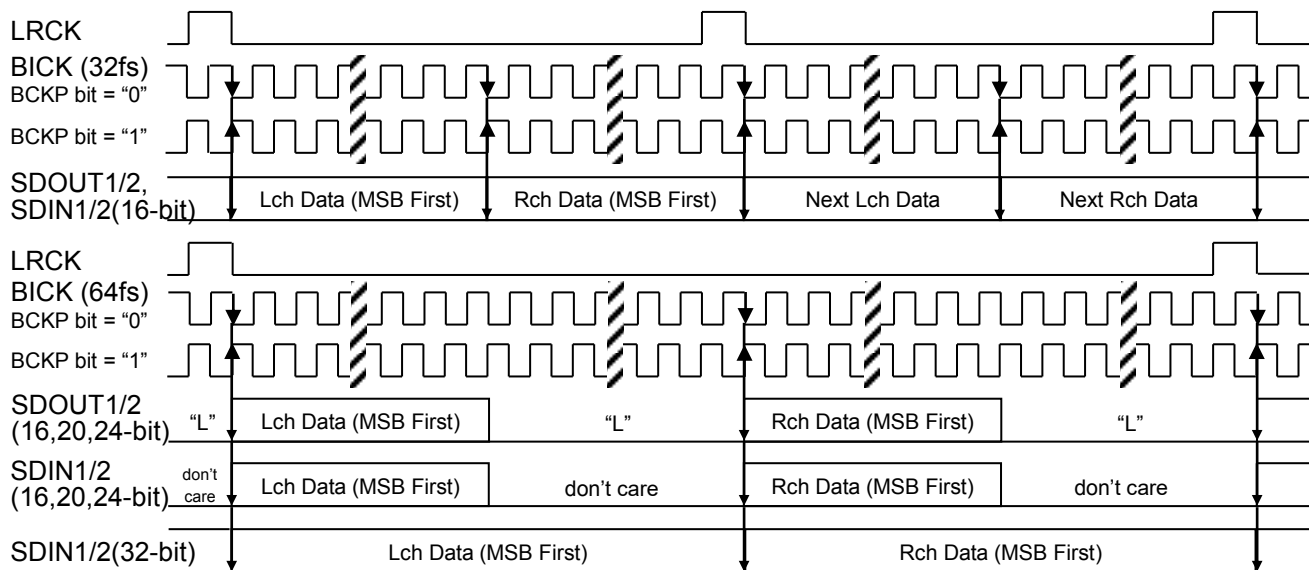 LRCK
BICK (32fs)
BCKP bit = “0”
BCKP bit = “1”
SDOUT1/2,
SDIN1/2(16-bit)
Lch Data (MSB First)
Rch Data (MSB First)
Next Lch Data
Next Rch Data
LRCK
BICK (64fs)
BCKP bit = “0”
BCKP bit = “1”
SDOUT1/2
(16,20,24-bit)
“L”
Lch Data (MSB First)
“L”
Rch Data (MSB First)
“L”
SDIN1/2
(16,20,24-bit)
don’t
care
Lch Data (MSB First)
don’t care
Rch Data (MSB First)
don’t care
SDIN1/2(32-bit)
Lch Data (MSB First)
Rch Data (MSB First)